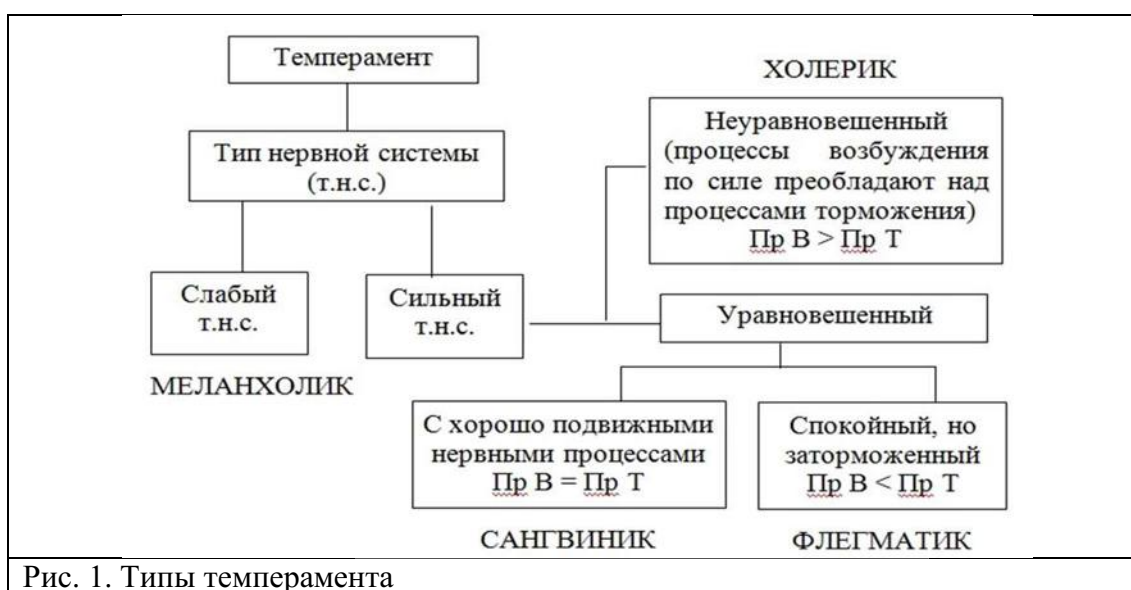 Темперамент
Тип нервной системы
(т.н.с.)
Слабый
т.н.с.
МЕЛАНХОЛИК
Сильный
т.н.с.
ХОЛЕРИК
Неуравновешенный
(процессы возбуждения
по силе преобладают над
процессами торможения)
Пр В > Пр Т
Уравновешенный
С хорошо подвижными
нервными процессами
Пр В = Пр Т
САНГВИНИК
Спокойный, но
заторможенный
Пр В < Пр Т
ФЛЕГМАТИК
Рис. 1. Типы темперамента